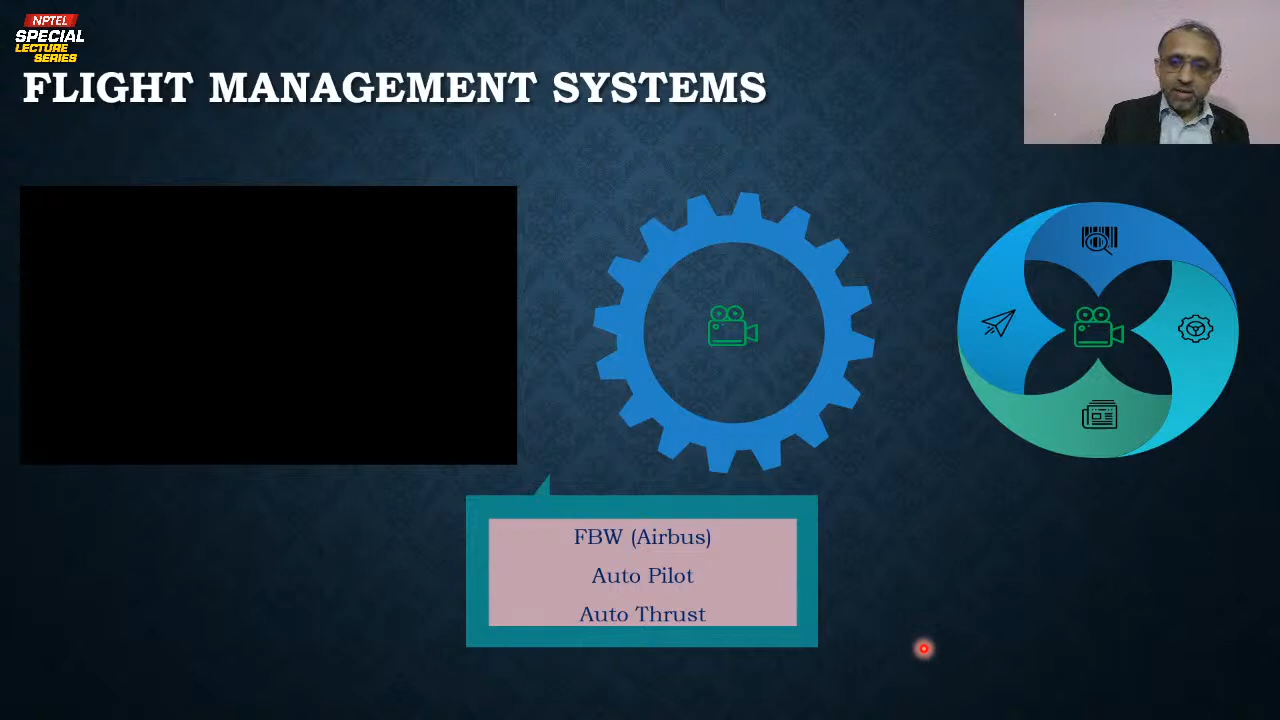 NPTEL
SPECIAL
LECTURE
SERIES
FLIGHT MANAGEMENT SYSTEMS
FBW (Airbus)
Auto Pilot
Auto Thrust